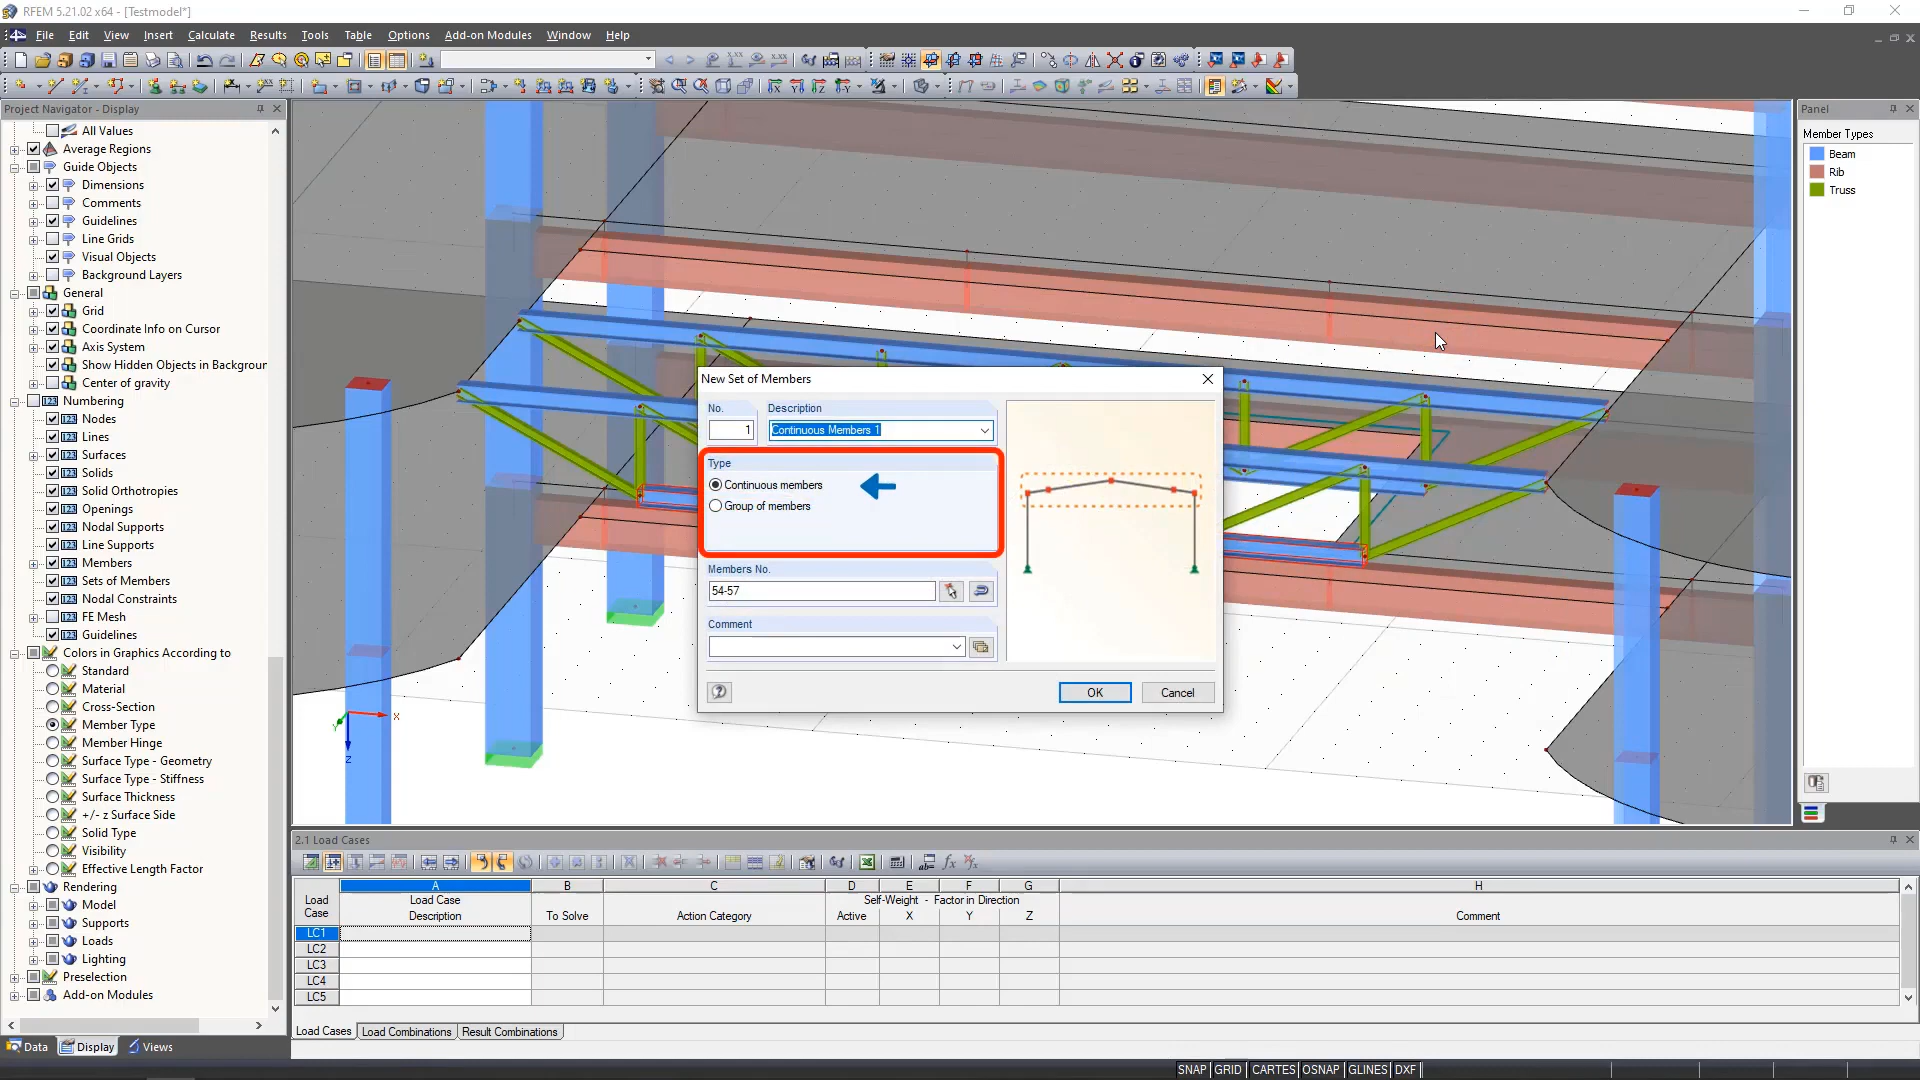 RFEM 5.21.02 x64 - [Testmodel*]
File Edit View Insert Calculate Results Tools Table Options Add-on Modules Window Help
Project Navigator - Display
All Values
Average Regions
Guide Objects
Dimensions
Comments
Guidelines
Line Grids
Visual Objects
Background Layers
General
Grid
Coordinate Info on Cursor
Axis System
Show Hidden Objects in Backgrour
Center of gravity
Numbering
Nodes
Lines
Surfaces
Solids
Solid Orthotropies
Openings
Nodal Supports
Line Supports
Members
Sets of Members
Nodal Constraints
FE Mesh
Guidelines
Colors in Graphics According to
Standard
Material
Cross-Section
Member Type
Member Hinge
Surface Type - Geometry
Surface Type - Stiffness
Surface Thickness
+/- z Surface Side
Solid Type
Visibility
Effective Length Factor
Rendering
Model
Supports
Loads
Lighting
Preselection
Add-on Modules
Data Display Views
X
Y
Z
New Set of Members
No. Description
1 Continuous Members 1
Type
Continuous members
Group of members
Members No.
54-57
Comment
OK Cancel
Panel
Member Types
Beam
Rib
Truss
2.1 Load Cases
A B C D E F G H
Load Case
Load Case Description
To Solve
Action Category
Self-Weight - Factor in Direction
Active X Y Z
Comment
LC1
LC2
LC3
LC4
LC5
Load Cases Load Combinations Result Combinations
SNAP GRID CARTES OSNAP GLINES DXF